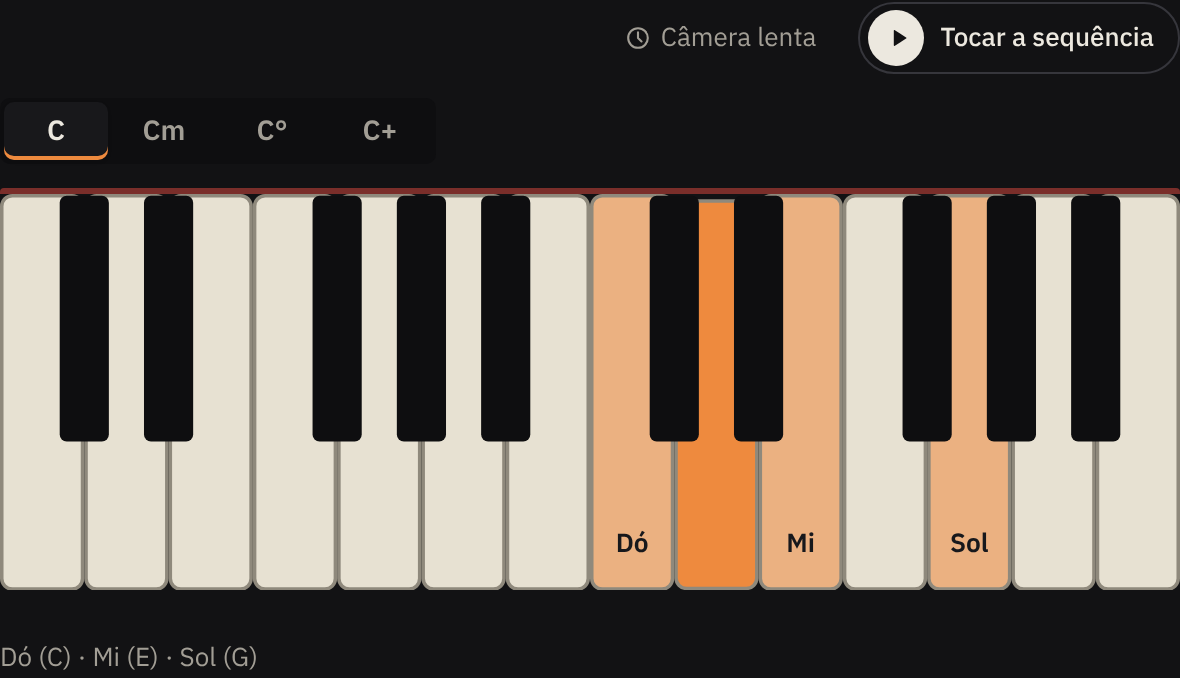 Câmera lenta
Tocar a sequência
C
Cm
C°
C+
Dó
Mi
Sol
Dó (C) · Mi (E) · Sol (G)